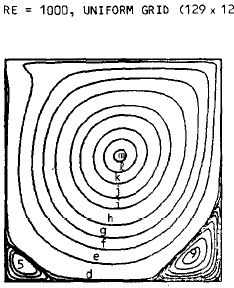 RE = 1000, UNIFORM GRID (129 x 12
m
l
k
j
i
h
g
f
e
d
5
9